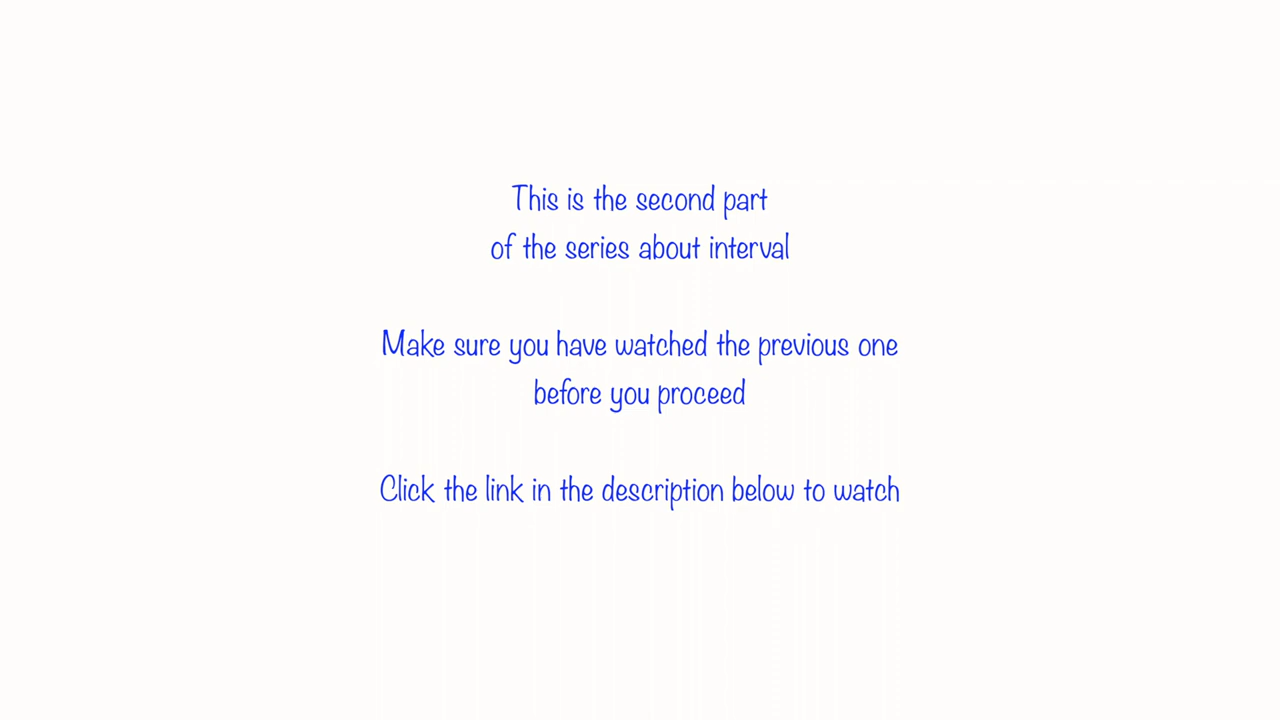 This is the second part
of the series about interval
Make sure you have watched the previous one
before you proceed
Click the link in the description below to watch